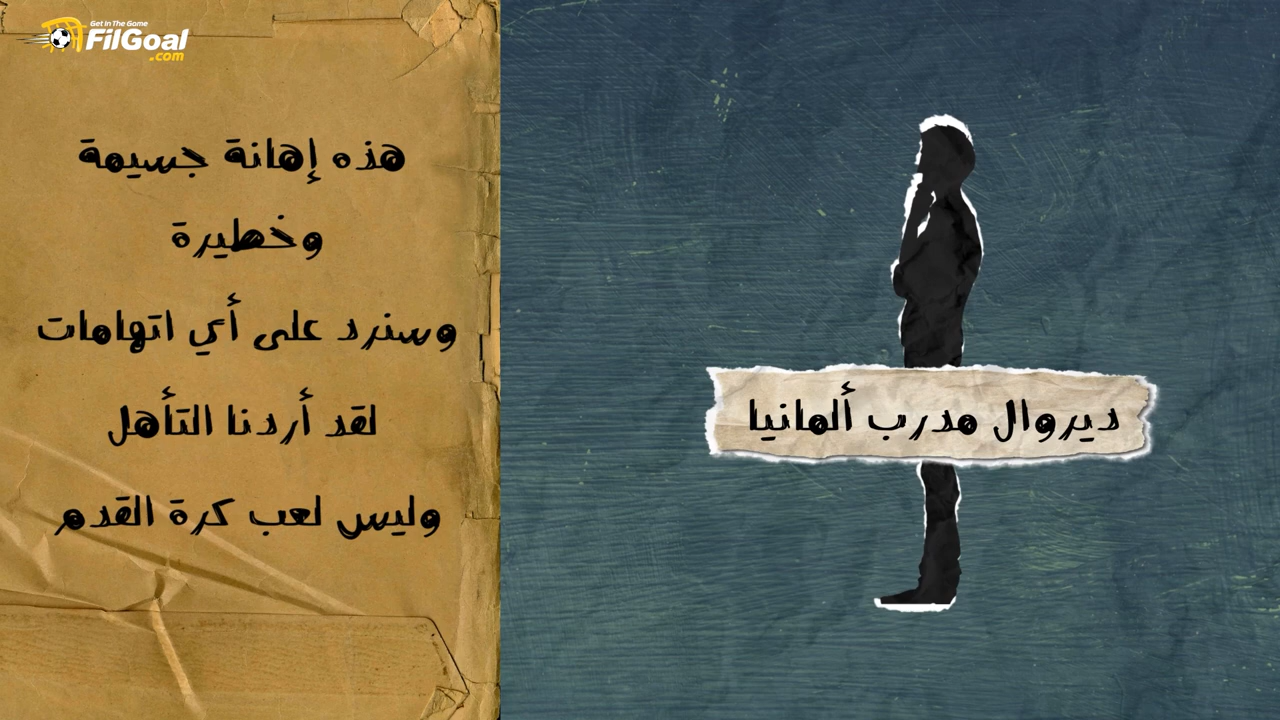 Get In The Game
FilGoal
.com
هذه إهانة جسيمة
وخطيرة
وسنرد على أي اتهامات
لقد أردنا التأهل
وليس لعب كرة القدم
ديروال مدرب ألمانيا